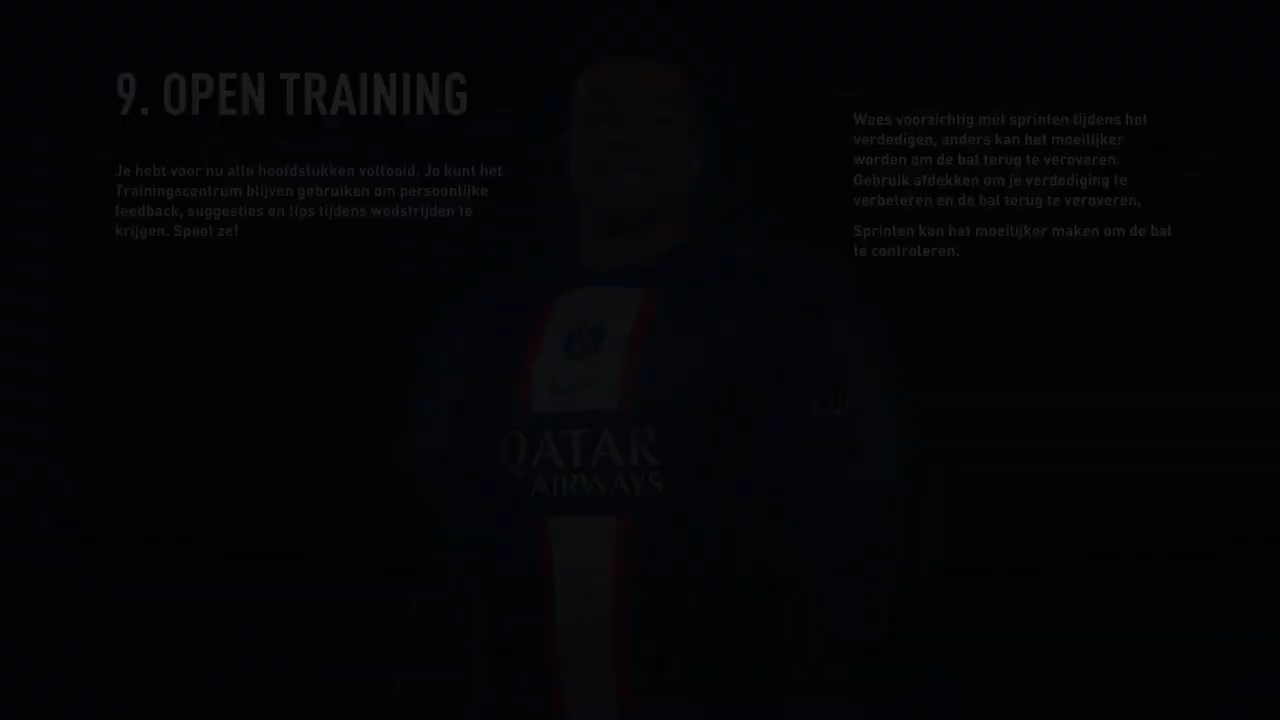 9. OPEN TRAINING
Je hebt voor nu alle hoofdstukken voltooid. Je kunt het
Trainingscentrum blijven gebruiken om persoonlijke
feedback, suggesties en tips tijdens wedstrijden te
krijgen. Speel ze!
Wees voorzichtig met sprinten tijdens het
verdedigen, anders kan het moeilijker
worden om de bal terug te veroveren.
Gebruik afdekken om je verdediging te
verbeteren en de bal terug te veroveren.
Sprinten kan het moeilijker maken om de bal
te controleren.
QATAR
AIRWAYS